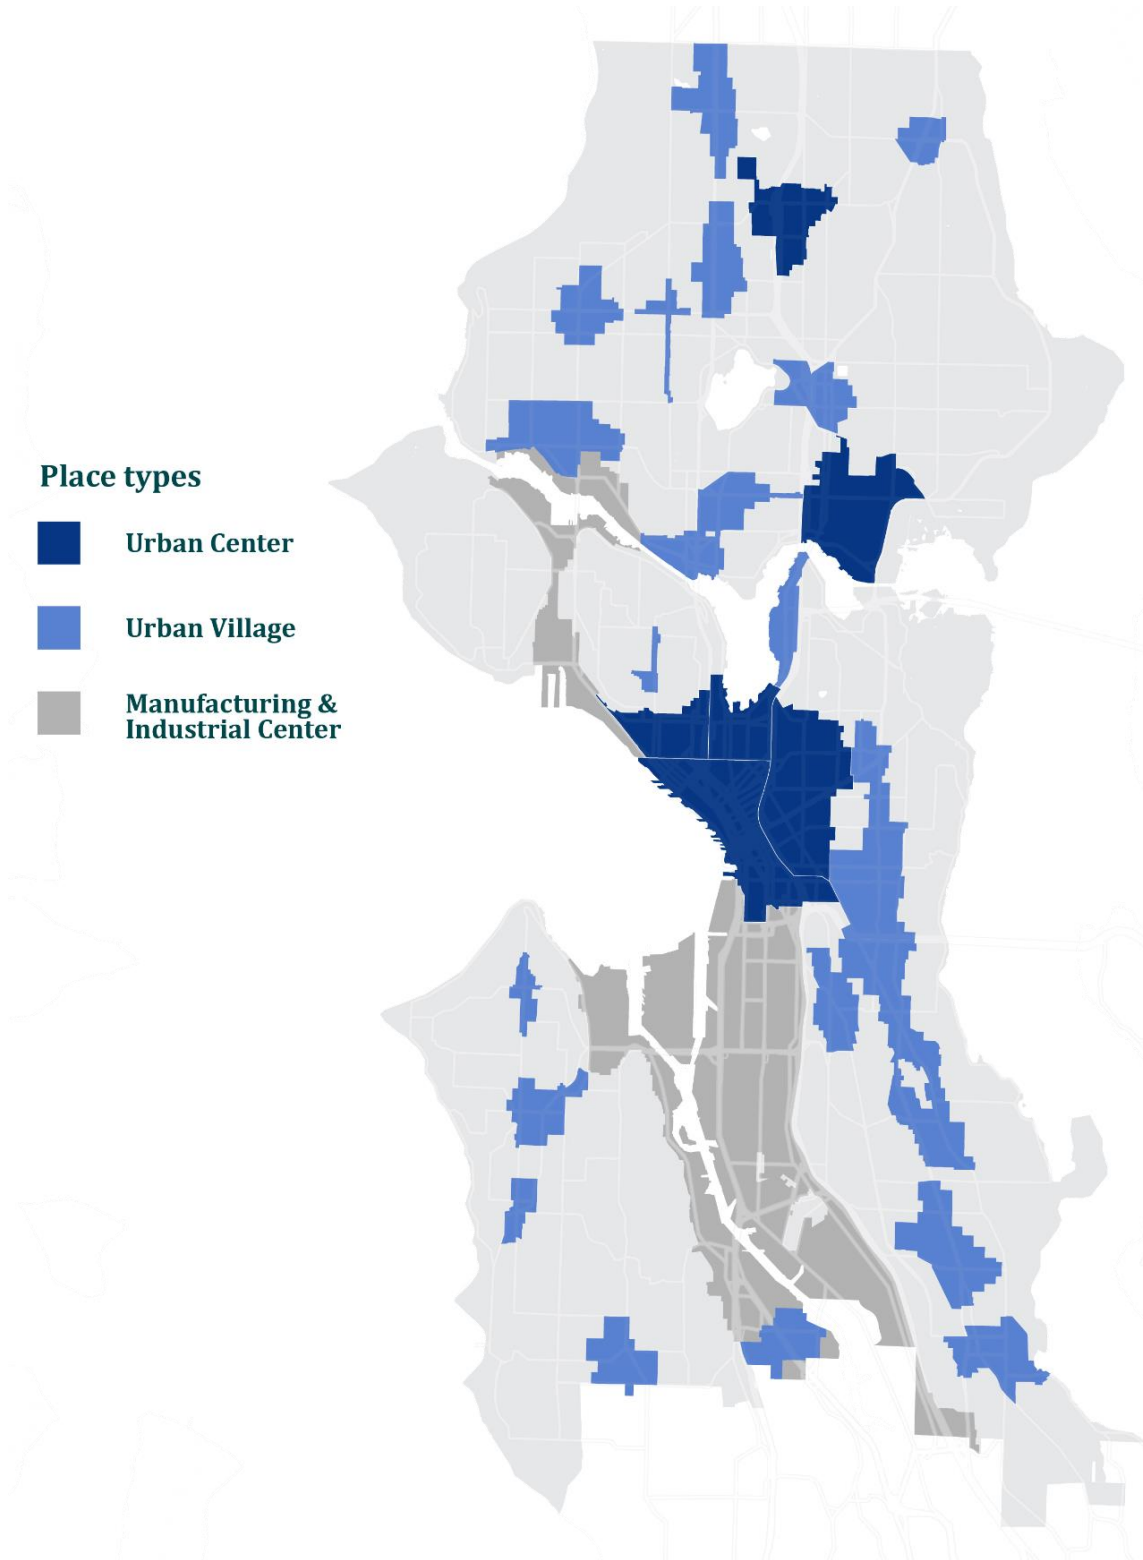 Place types
Urban Center
Urban Village
Manufacturing &
Industrial Center